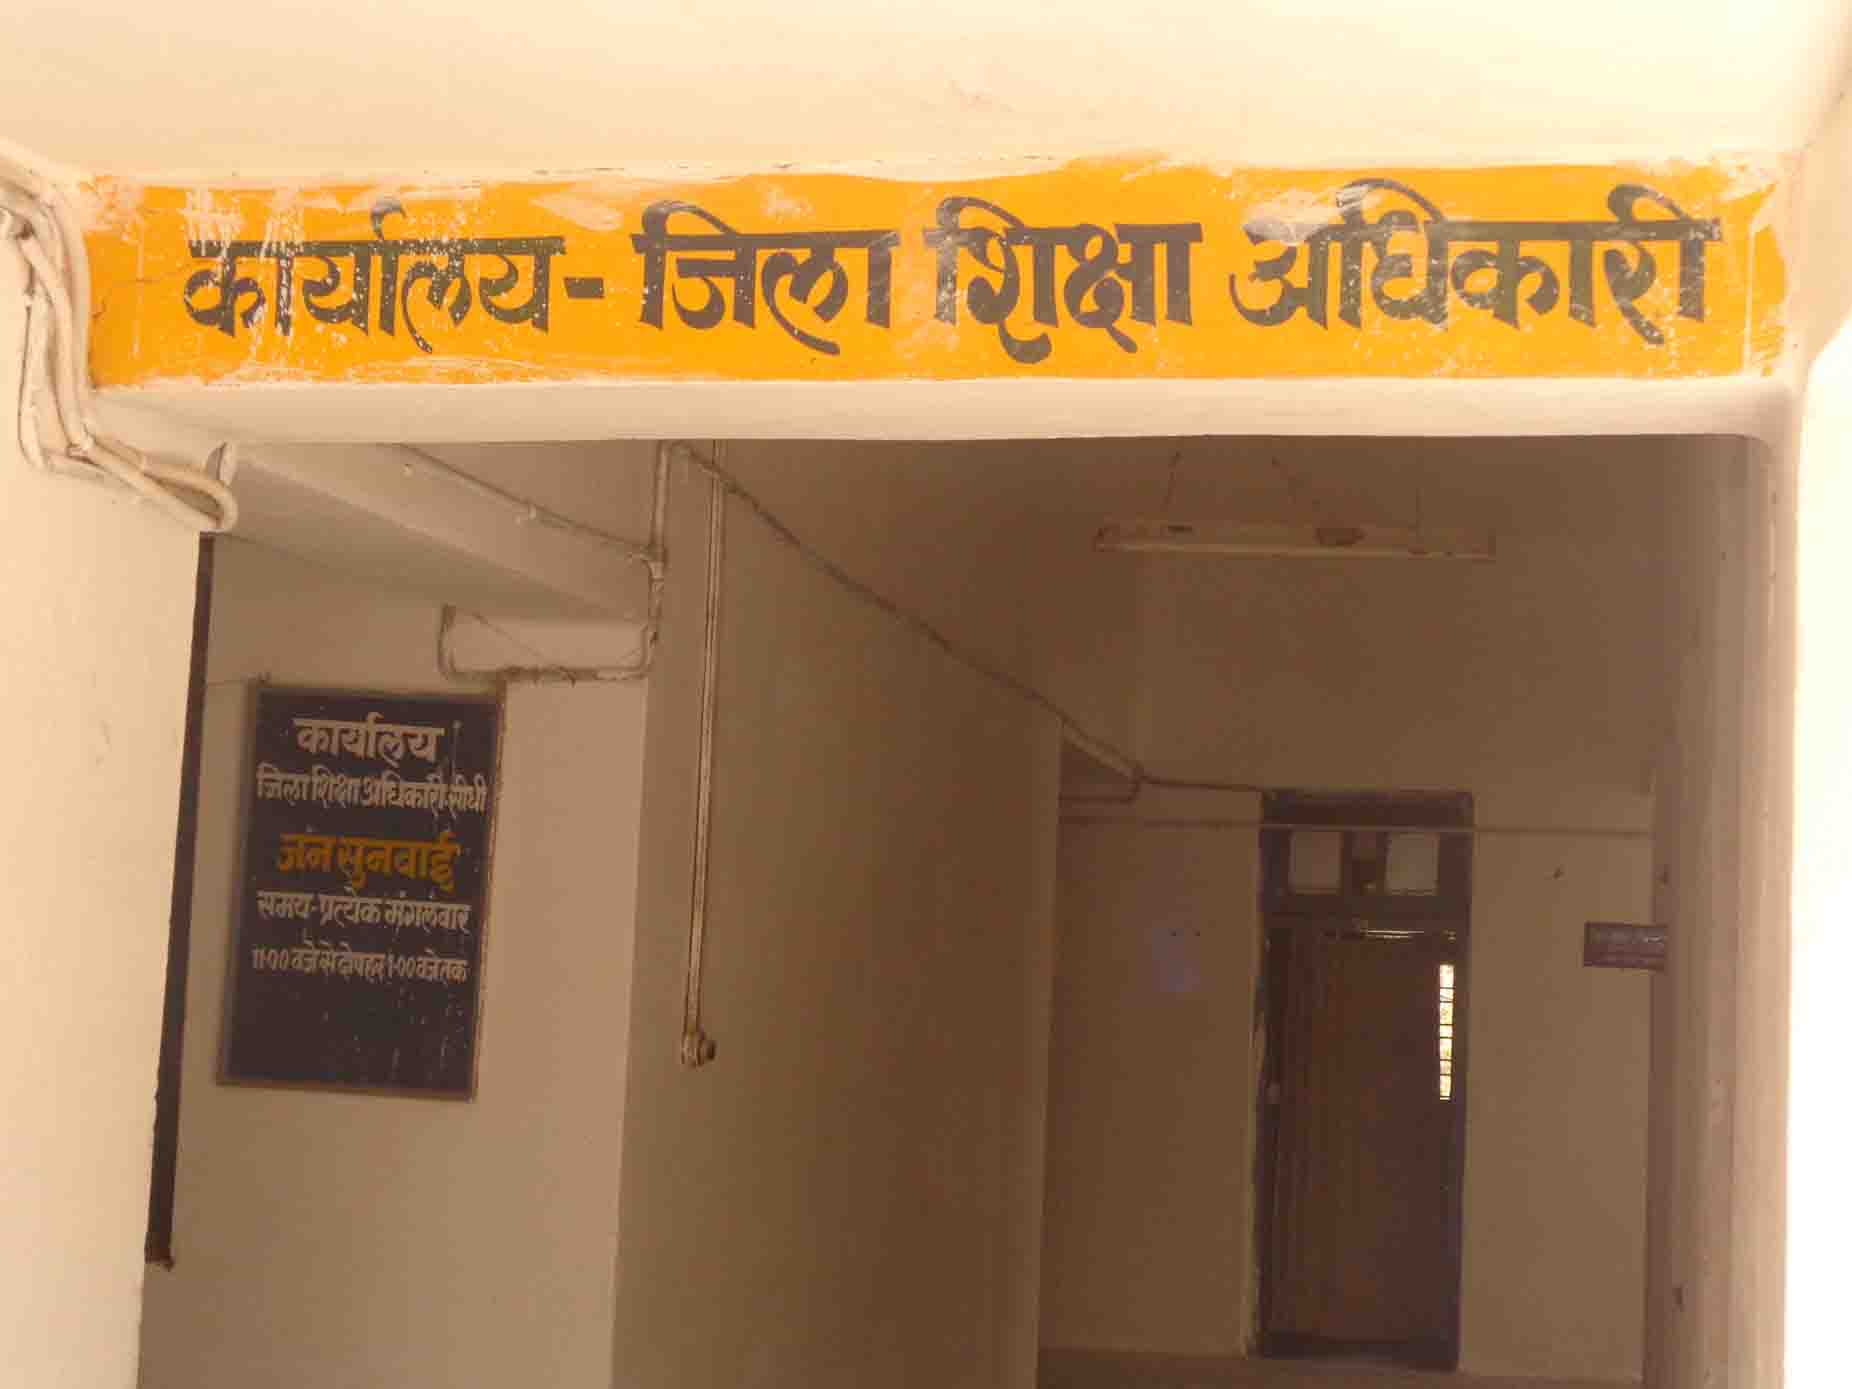 कार्यालय - जिला शिक्षा अधिकारी
कार्यालय
जिला शिक्षा अधिकारी सीधी
जन सुनवाई
समय-प्रत्येक मंगलवार
11.00 बजे से दोपहर 1.00 बजे तक